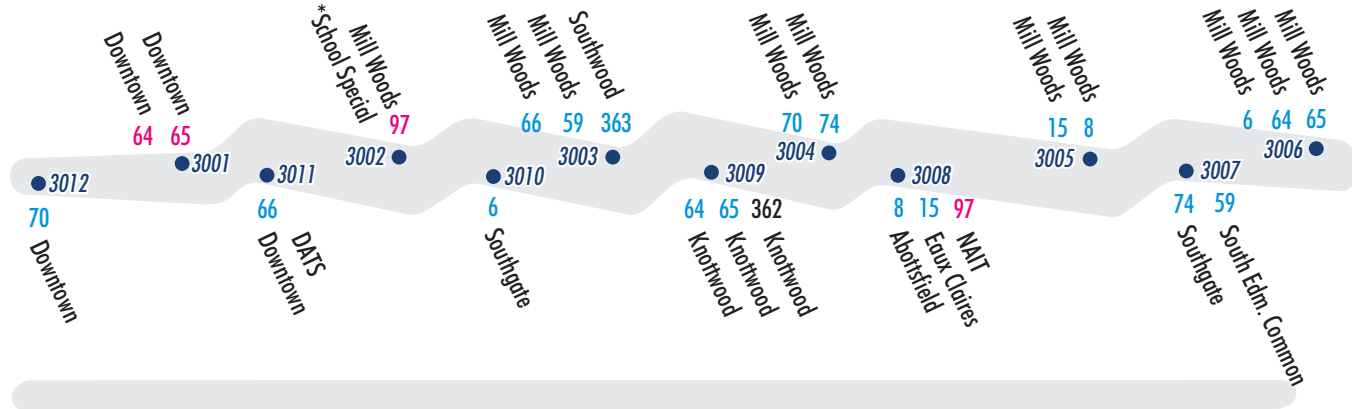 Downtown
Downtown
*School Special
Mill Woods
Mill Woods
Mill Woods
Southwood
Mill Woods
Mill Woods
Mill Woods
Mill Woods
Mill Woods
Mill Woods
Mill Woods
64 65
97
66 59 363
70 74
15 8
6 64 65
3012
3001
3011
3002
3010
3003
3009
3004
3008
3005
3007
3006
70
66
6
64 65 362
8 15 97
74 59
Downtown
Downtown
DATS
Southgate
Knottwood
Knottwood
Knottwood
Abottsfield
Eaux Claires
NAIT
Southgate
South Edm. Common